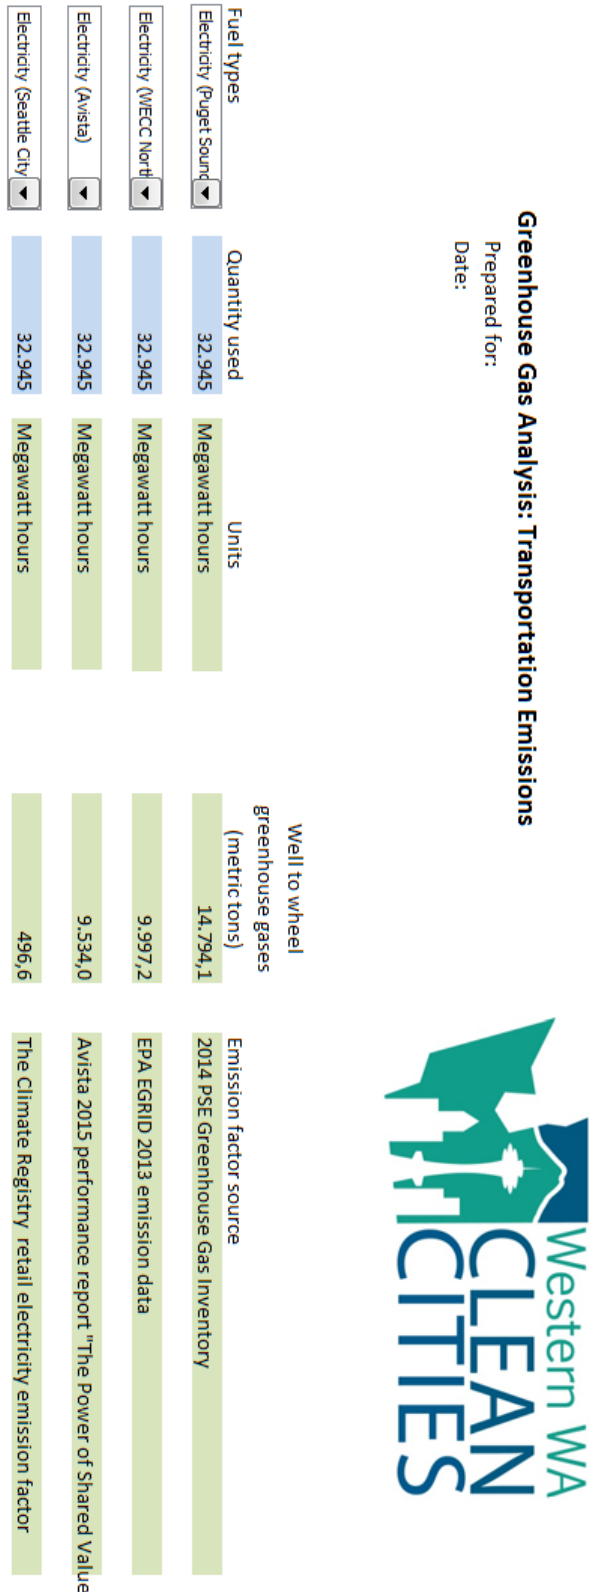 Western WA
CLEAN
CITIES
Greenhouse Gas Analysis: Transportation Emissions
Prepared for:
Date:
Well to wheel
greenhouse gases
Fuel types Quantity used Units (metric tons) Emission factor source
Electricity (Puget Soun 32.945 Megawatt hours 14.794,1 2014 PSE Greenhouse Gas Inventory
Electricity (WECC Nort 32.945 Megawatt hours 9.997,2 EPA EGRID 2013 emission data
Electricity (Avista) 32.945 Megawatt hours 9.534,0 Avista 2015 performance report "The Power of Shared Value
Electricity (Seattle City 32.945 Megawatt hours 496,6 The Climate Registry retail electricity emission factor